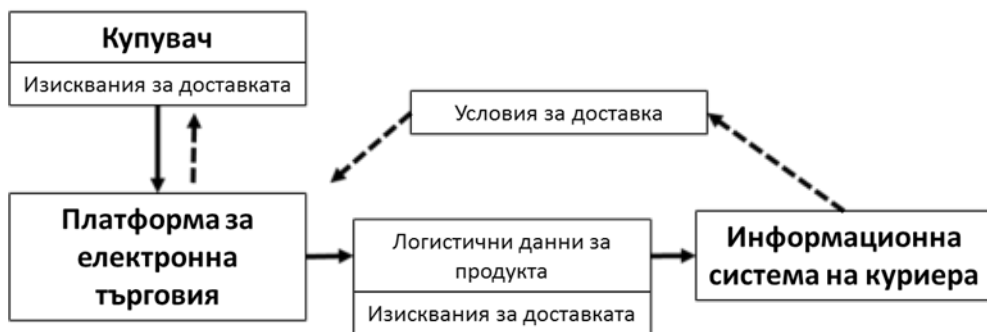 Купувач
Изисквания за доставката
Условия за доставка
Платформа за
електронна
търговия
Логистични данни за
продукта
Изисквания за доставката
Информационна
система на куриера